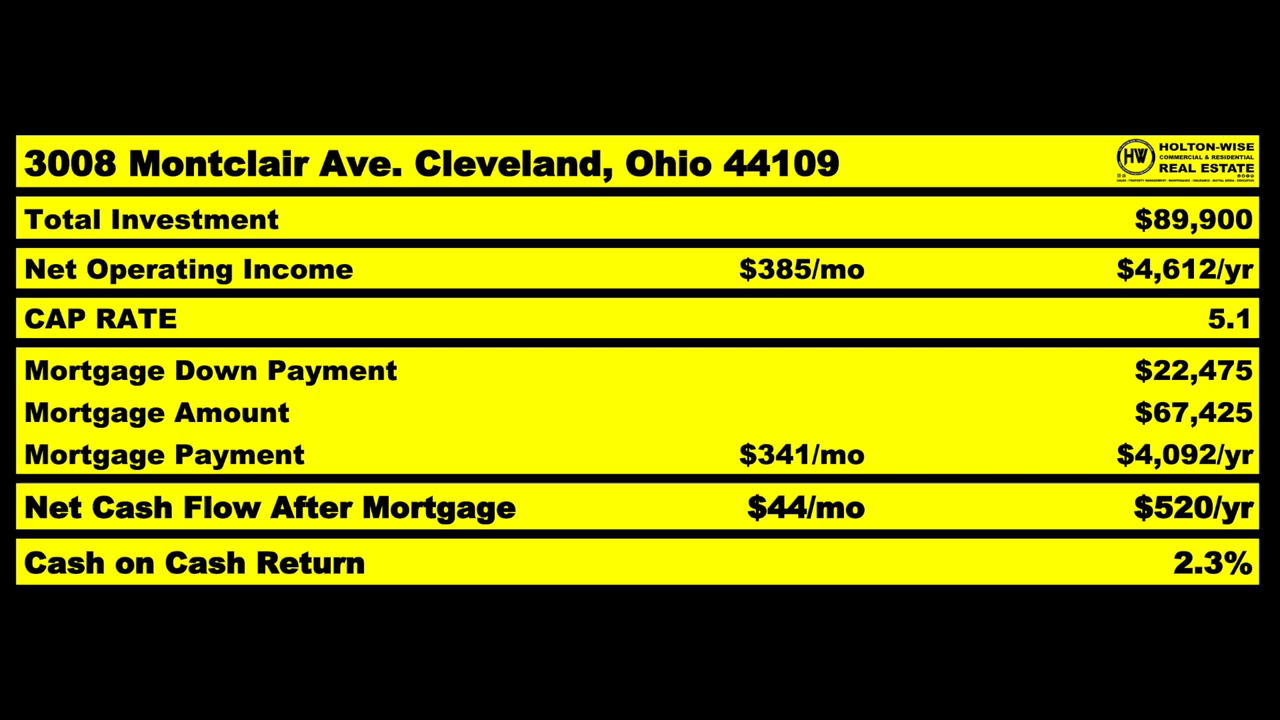 3008 Montclair Ave. Cleveland, Ohio 44109
HW
HOLTON-WISE
COMMERCIAL & RESIDENTIAL
REAL ESTATE
Total Investment $89,900
Net Operating Income $385/mo $4,612/yr
CAP RATE 5.1
Mortgage Down Payment $22,475
Mortgage Amount $67,425
Mortgage Payment $341/mo $4,092/yr
Net Cash Flow After Mortgage $44/mo $520/yr
Cash on Cash Return 2.3%